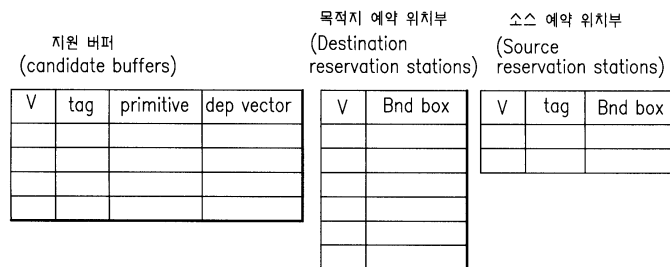 지원 버퍼
(candidate buffers)
V tag primitive dep vector
목적지 예약 위치부
(Destination
reservation stations)
V Bnd box
소스 예약 위치부
(Source
reservation stations)
V tag Bnd box